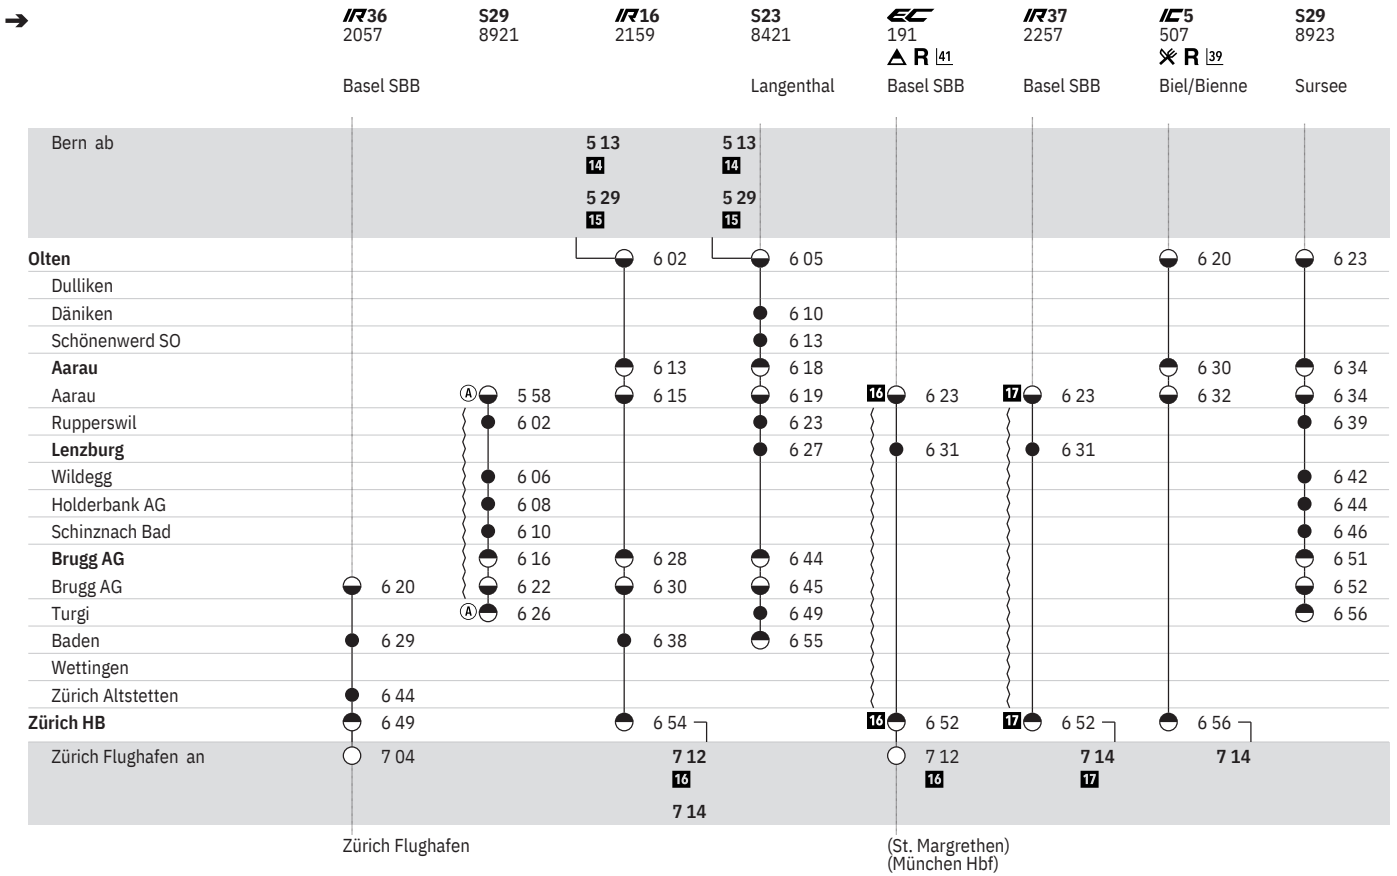 ➔ IR36 S29 IR16 S23 EC IR37 IC5 S29
2057 8921 2159 8421 191 2257 507 8923
R 41 R 39
Basel SBB Langenthal Basel SBB Basel SBB Biel/Bienne Sursee
Bern ab 5 13 5 13
14 14
5 29 5 29
15 15
Olten 6 02 6 05 6 20 6 23
Dulliken
Däniken 6 10
Schönenwerd SO 6 13
Aarau 6 13 6 18 6 30 6 34
Aarau A 5 58 6 15 6 19 16 6 23 17 6 23 6 32 6 34
Rupperswil 6 02 6 23 6 39
Lenzburg 6 27 6 31 6 31
Wildegg 6 06 6 42
Holderbank AG 6 08 6 44
Schinznach Bad 6 10 6 46
Brugg AG 6 16 6 28 6 44 6 51
Brugg AG 6 20 6 22 6 30 6 45 6 52
Turgi A 6 26 6 49 6 56
Baden 6 29 6 38 6 55
Wettingen
Zürich Altstetten 6 44
Zürich HB 6 49 6 54 16 6 52 17 6 52 6 56
Zürich Flughafen an 7 04 7 12 7 12 7 14 7 14
16 16 17
7 14
Zürich Flughafen (St. Margrethen)
(München Hbf)